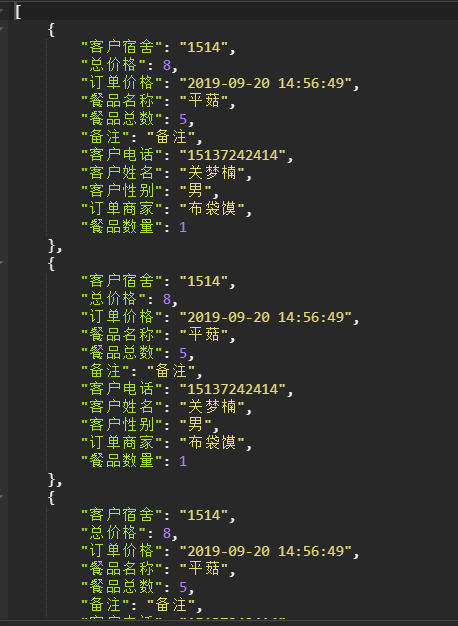 [
{
"客户宿舍": "1514",
"总价格": 8,
"订单价格": "2019-09-20 14:56:49",
"餐品名称": "平菇",
"餐品总数": 5,
"备注": "备注",
"客户电话": "15137242414",
"客户姓名": "关梦楠",
"客户性别": "男",
"订单商家": "布袋馍",
"餐品数量": 1
},
{
"客户宿舍": "1514",
"总价格": 8,
"订单价格": "2019-09-20 14:56:49",
"餐品名称": "平菇",
"餐品总数": 5,
"备注": "备注",
"客户电话": "15137242414",
"客户姓名": "关梦楠",
"客户性别": "男",
"订单商家": "布袋馍",
"餐品数量": 1
},
{
"客户宿舍": "1514",
"总价格": 8,
"订单价格": "2019-09-20 14:56:49",
"餐品名称": "平菇",
"餐品总数": 5,
"备注": "备注",